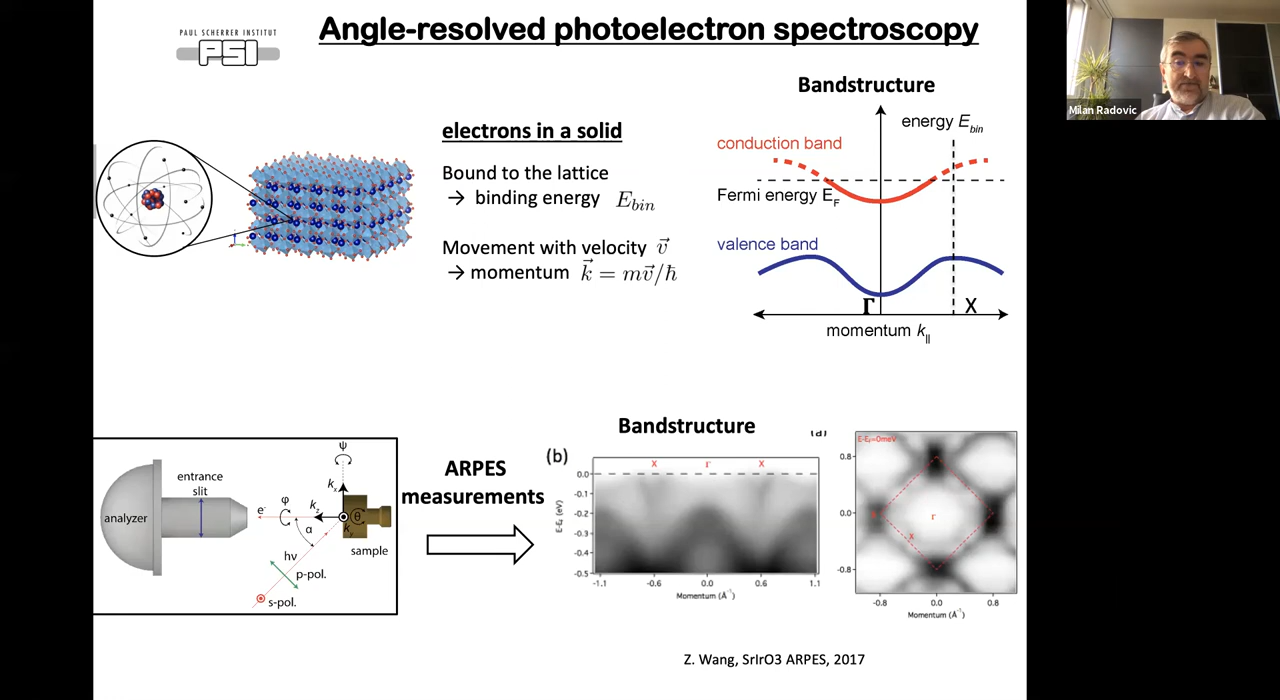 PAUL SCHERRER INSTITUT
PSI
Angle-resolved photoelectron spectroscopy
Milan Radovic
electrons in a solid
Bound to the lattice
→ binding energy E_bin
Movement with velocity v⃗
→ momentum k⃗ = mv⃗/ħ
Bandstructure
energy E_bin
conduction band
Fermi energy E_F
valence band
Γ
X
momentum k_||
analyzer
entrance
slit
e⁻
φ
ψ
k_x
k_z
k_y
θ
α
hν
p-pol.
s-pol.
sample
ARPES
measurements
Bandstructure
(b)
X Γ X
0.0
-0.1
-0.2
-0.3
-0.4
-0.5
E-E_f (eV)
-1.1 -0.6 0.0 0.6 1.1
Momentum (Å⁻¹)
(d)
E-E_f=0meV
0.8
0.0
-0.8
Γ
X
-0.8 0.0 0.8
Momentum (Å⁻¹)
Z. Wang, SrIrO3 ARPES, 2017